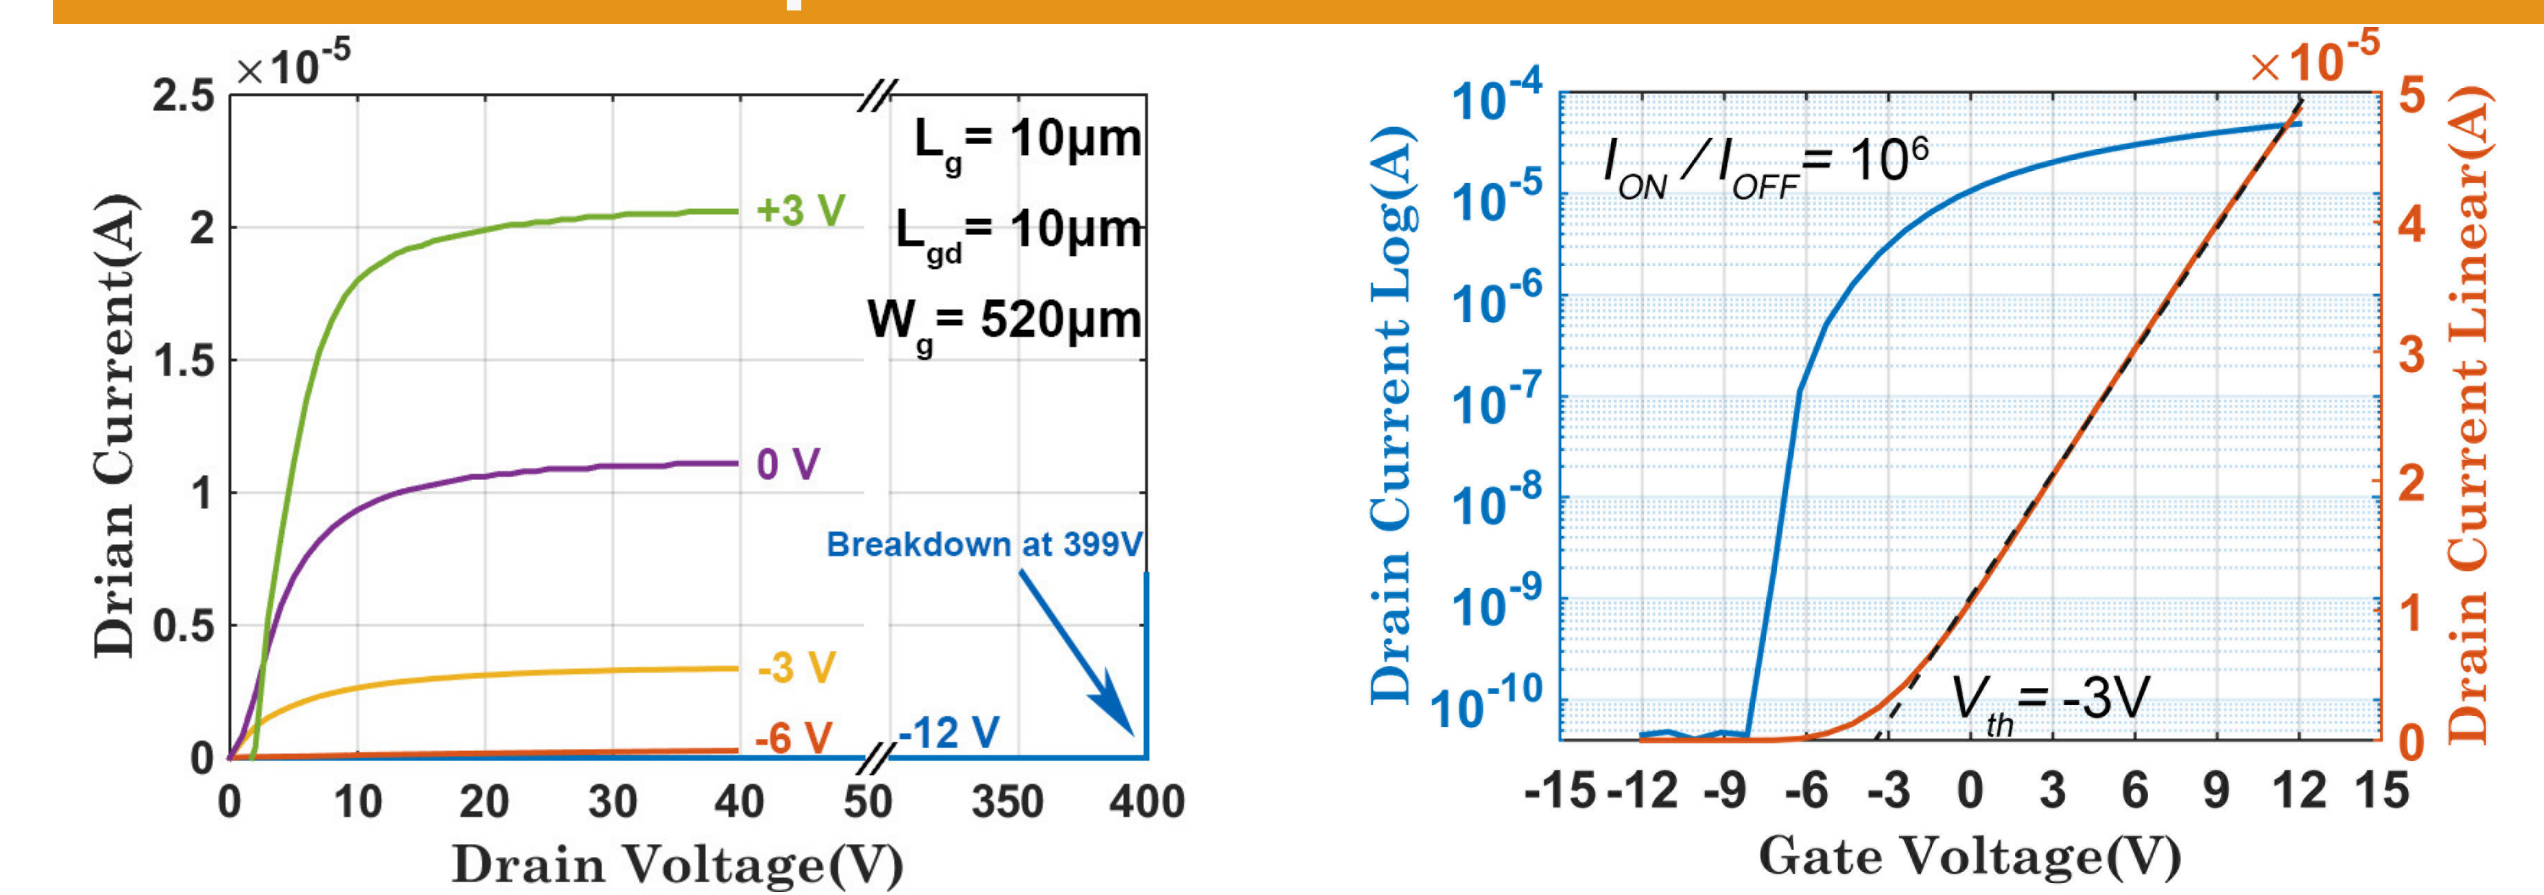 ×10-5
2.5
2
1.5
1
0.5
0
Drian Current(A)
0 10 20 30 40 50 350 400
Drain Voltage(V)
Lg= 10µm
Lgd= 10µm
Wg= 520µm
+3 V
0 V
-3 V
-6 V
-12 V
Breakdown at 399V
10-4
10-5
10-6
10-7
10-8
10-9
10-10
Drain Current Log(A)
ION / IOFF= 106
Vth= -3V
×10-5
5
4
3
2
1
0
Drain Current Linear(A)
-15 -12 -9 -6 -3 0 3 6 9 12 15
Gate Voltage(V)